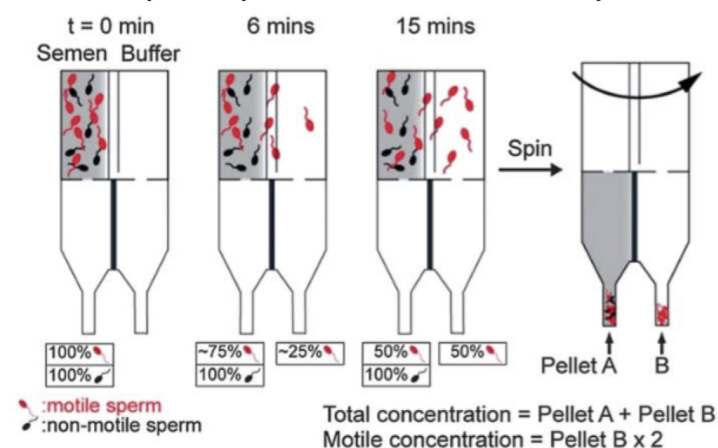 t = 0 min 6 mins 15 mins
Semen Buffer
Spin
100% ~75% ~25% 50% 50%
100% 100% 100%
Pellet A B
:motile sperm
:non-motile sperm
Total concentration = Pellet A + Pellet B
Motile concentration = Pellet B x 2